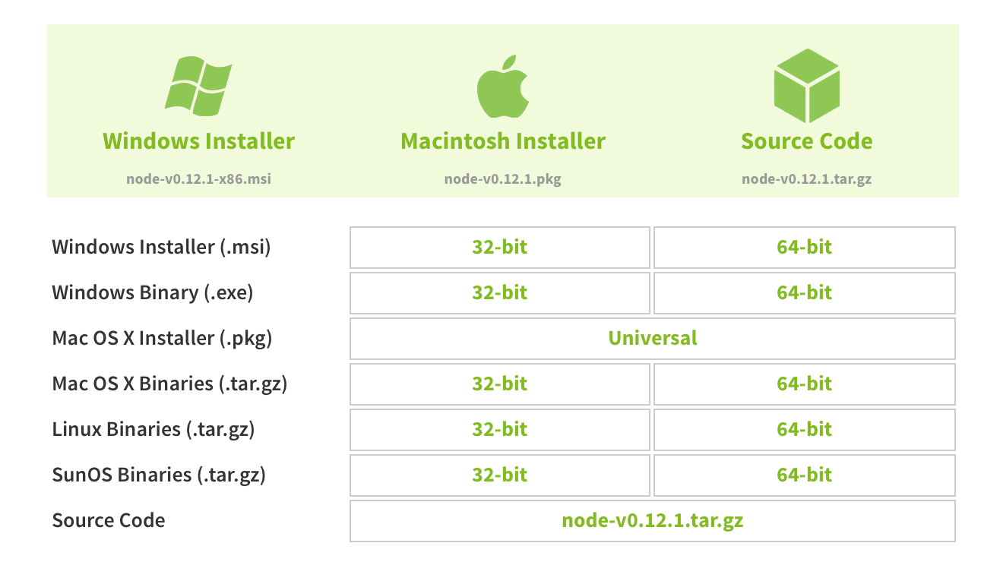 Windows Installer Macintosh Installer Source Code
node-v0.12.1-x86.msi node-v0.12.1.pkg node-v0.12.1.tar.gz
Windows Installer (.msi) 32-bit 64-bit
Windows Binary (.exe) 32-bit 64-bit
Mac OS X Installer (.pkg) Universal
Mac OS X Binaries (.tar.gz) 32-bit 64-bit
Linux Binaries (.tar.gz) 32-bit 64-bit
SunOS Binaries (.tar.gz) 32-bit 64-bit
Source Code node-v0.12.1.tar.gz